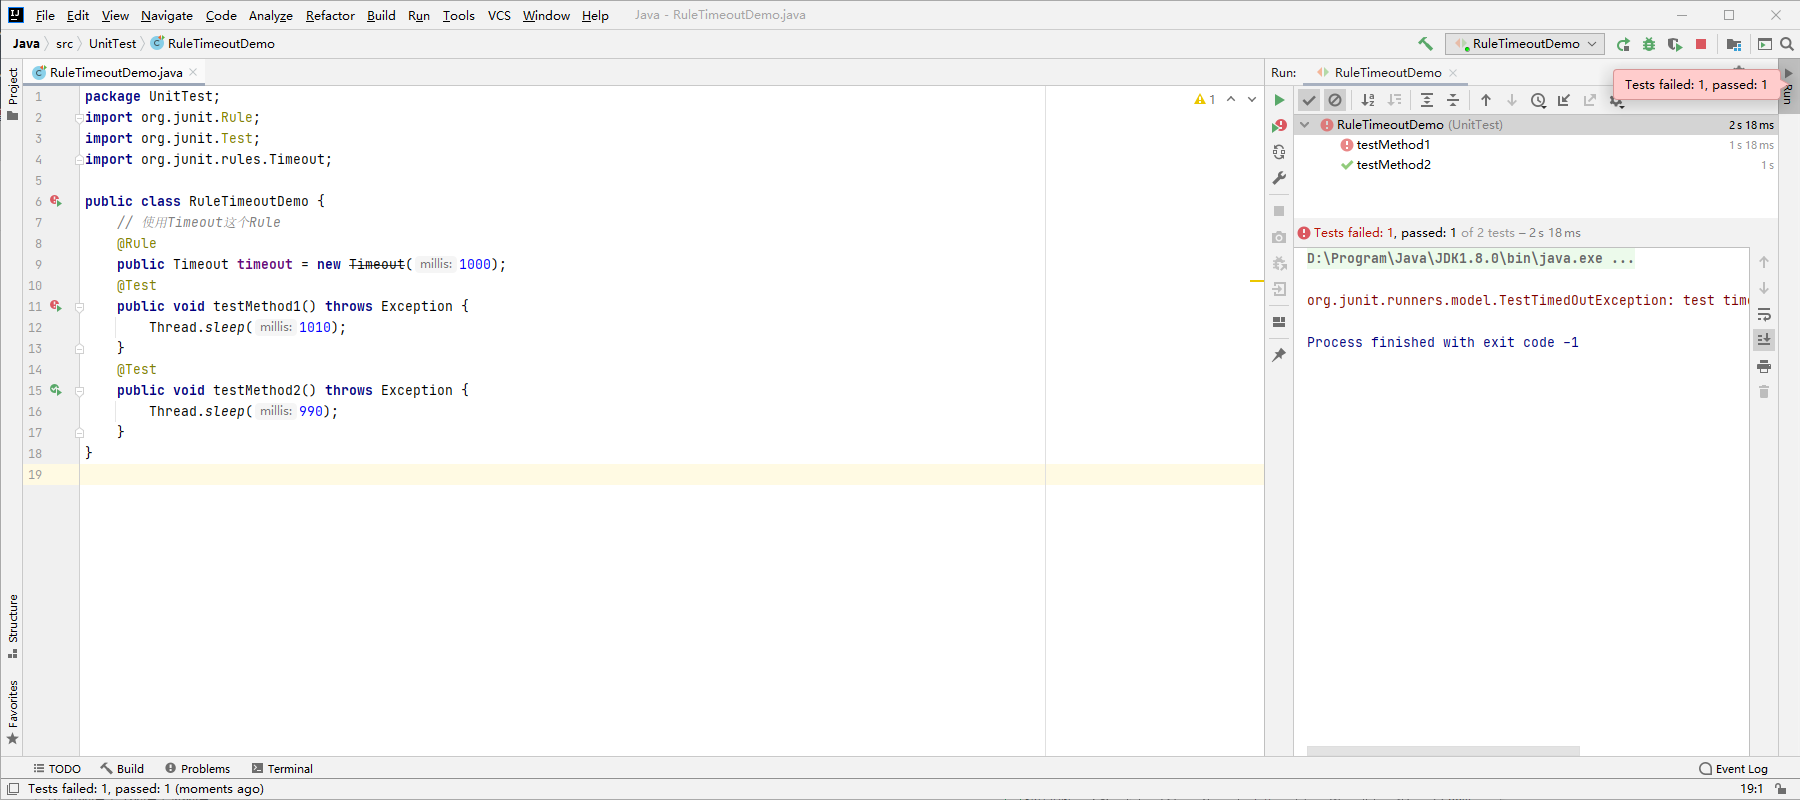 File Edit View Navigate Code Analyze Refactor Build Run Tools VCS Window Help Java - RuleTimeoutDemo.java
Java src UnitTest RuleTimeoutDemo
RuleTimeoutDemo
Project
RuleTimeoutDemo.java
1 package UnitTest;
2 import org.junit.Rule;
3 import org.junit.Test;
4 import org.junit.rules.Timeout;
5
6 public class RuleTimeoutDemo {
7 // 使用Timeout这个Rule
8 @Rule
9 public Timeout timeout = new Timeout( millis: 1000);
10 @Test
11 public void testMethod1() throws Exception {
12 Thread.sleep( millis: 1010);
13 }
14 @Test
15 public void testMethod2() throws Exception {
16 Thread.sleep( millis: 990);
17 }
18 }
19
1
Structure
Favorites
Run: RuleTimeoutDemo
Tests failed: 1, passed: 1
Run
RuleTimeoutDemo (UnitTest) 2 s 18 ms
testMethod1 1 s 18 ms
testMethod2 1 s
Tests failed: 1, passed: 1 of 2 tests – 2 s 18 ms
D:\Program\Java\JDK1.8.0\bin\java.exe ...
org.junit.runners.model.TestTimedOutException: test tim
Process finished with exit code -1
TODO Build Problems Terminal Event Log
Tests failed: 1, passed: 1 (moments ago) 19:1